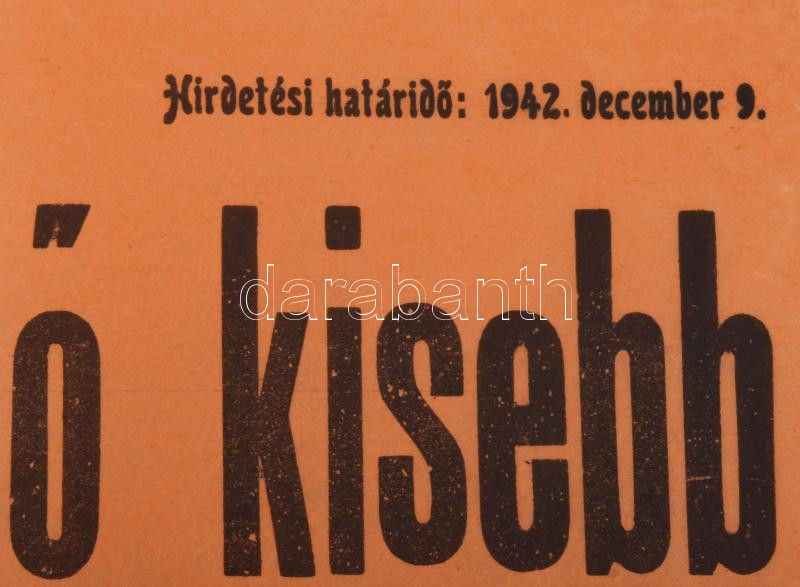 Hirdetési határidő: 1942. december 9.
ő kisebb
darabanth